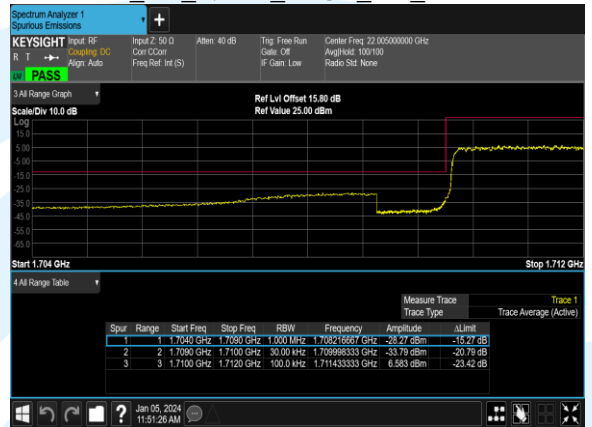 Spectrum Analyzer 1
Spurious Emissions
KEYSIGHT Input: RF Input Z: 50 Ω Atten: 40 dB Trig: Free Run Center Freq: 22.005000000 GHz
R T Coupling: DC Corr CCorr Gate: Off Avg|Hold: 100/100
Align: Auto Freq Ref: Int (S) IF Gain: Low Radio Std: None
LV PASS
3 All Range Graph
Ref Lvl Offset 15.80 dB
Scale/Div 10.0 dB Ref Value 25.00 dBm
Log
15.0
5.00
-5.00
-15.0
-25.0
-35.0
-45.0
-55.0
-65.0
Start 1.704 GHz Stop 1.712 GHz
4 All Range Table
Measure Trace Trace 1
Trace Type Trace Average (Active)
Spur Range Start Freq Stop Freq RBW Frequency Amplitude ΔLimit
1 1 1.7040 GHz 1.7090 GHz 1.000 MHz 1.708216667 GHz -28.27 dBm -15.27 dB
2 2 1.7090 GHz 1.7100 GHz 30.00 kHz 1.709998333 GHz -33.79 dBm -20.79 dB
3 3 1.7100 GHz 1.7120 GHz 100.0 kHz 1.711433333 GHz 6.583 dBm -23.42 dB
? Jan 05, 2024
11:51:26 AM